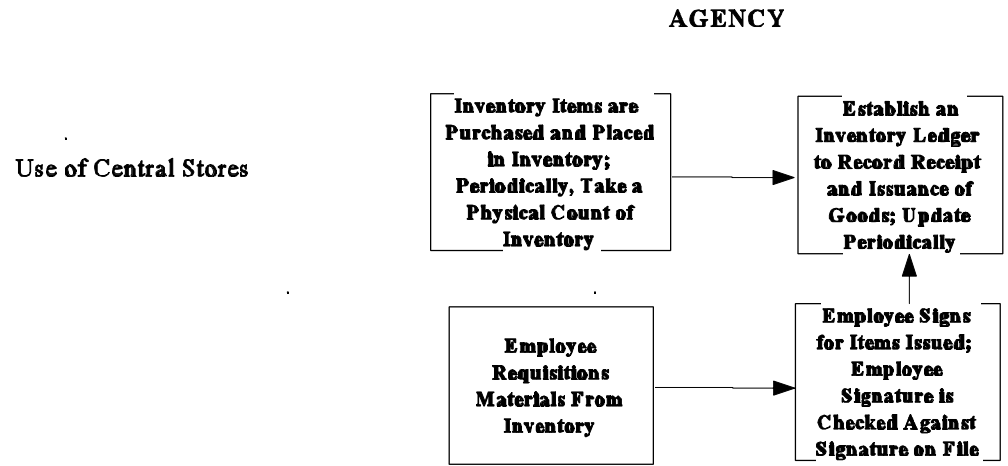 AGENCY
Use of Central Stores
Inventory Items are
Purchased and Placed
in Inventory;
Periodically, Take a
Physical Count of
Inventory
Establish an
Inventory Ledger
to Record Receipt
and Issuance of
Goods; Update
Periodically
Employee
Requisitions
Materials From
Inventory
Employee Signs
for Items Issued;
Employee
Signature is
Checked Against
Signature on File